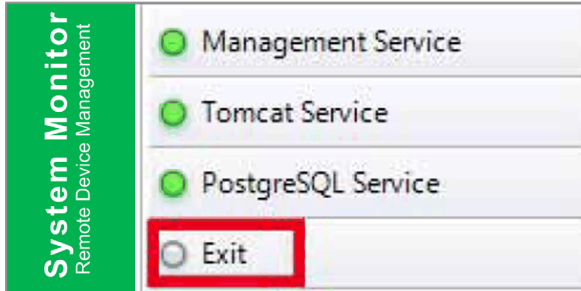 System Monitor
Remote Device Management
Management Service
Tomcat Service
PostgreSQL Service
Exit